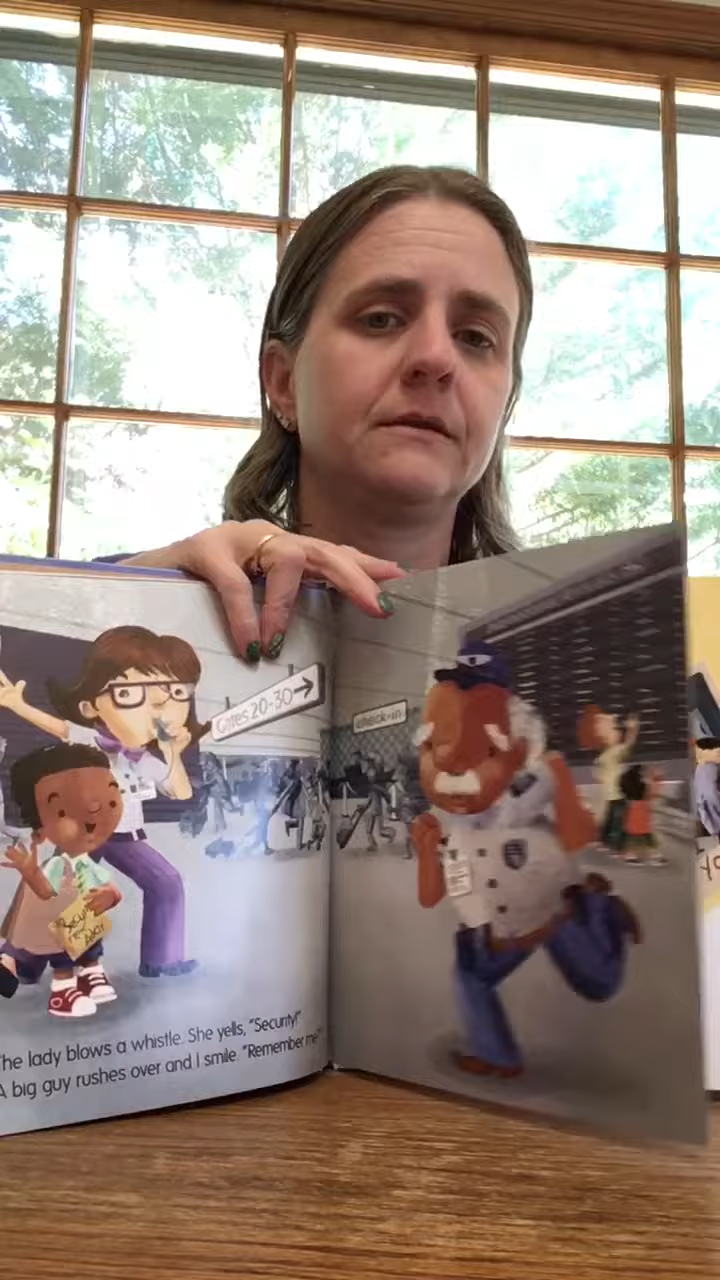 Gates 20-30
check-in
Security
The lady blows a whistle. She yells, "Security!"
A big guy rushes over and I smile. "Remember me